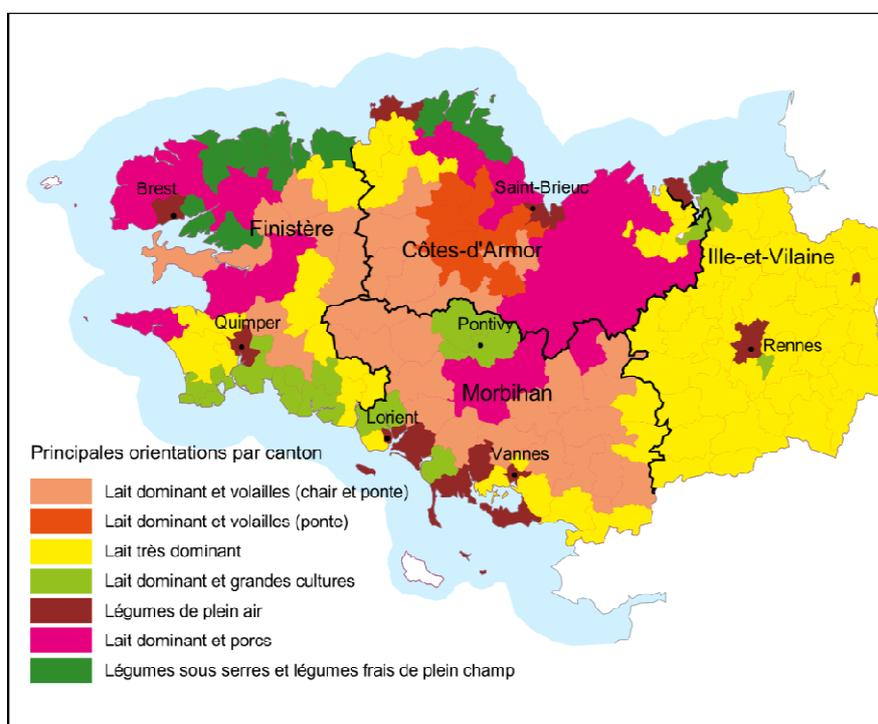 Brest
Saint-Brieuc
Finistère
Côtes-d'Armor
Ille-et-Vilaine
Quimper
Pontivy
Rennes
Morbihan
Lorient
Vannes
Principales orientations par canton
Lait dominant et volailles (chair et ponte)
Lait dominant et volailles (ponte)
Lait très dominant
Lait dominant et grandes cultures
Légumes de plein air
Lait dominant et porcs
Légumes sous serres et légumes frais de plein champ